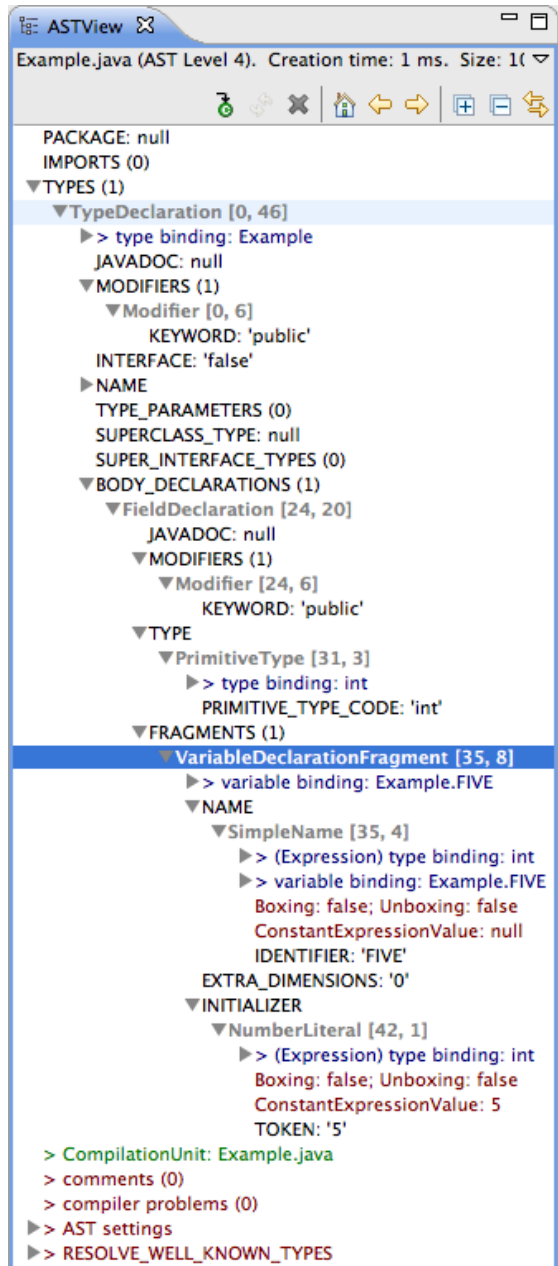 ASTView
Example.java (AST Level 4). Creation time: 1 ms. Size: 1(
PACKAGE: null
IMPORTS (0)
TYPES (1)
TypeDeclaration [0, 46]
> type binding: Example
JAVADOC: null
MODIFIERS (1)
Modifier [0, 6]
KEYWORD: 'public'
INTERFACE: 'false'
NAME
TYPE_PARAMETERS (0)
SUPERCLASS_TYPE: null
SUPER_INTERFACE_TYPES (0)
BODY_DECLARATIONS (1)
FieldDeclaration [24, 20]
JAVADOC: null
MODIFIERS (1)
Modifier [24, 6]
KEYWORD: 'public'
TYPE
PrimitiveType [31, 3]
> type binding: int
PRIMITIVE_TYPE_CODE: 'int'
FRAGMENTS (1)
VariableDeclarationFragment [35, 8]
> variable binding: Example.FIVE
NAME
SimpleName [35, 4]
> (Expression) type binding: int
> variable binding: Example.FIVE
Boxing: false; Unboxing: false
ConstantExpressionValue: null
IDENTIFIER: 'FIVE'
EXTRA_DIMENSIONS: '0'
INITIALIZER
NumberLiteral [42, 1]
> (Expression) type binding: int
Boxing: false; Unboxing: false
ConstantExpressionValue: 5
TOKEN: '5'
> CompilationUnit: Example.java
> comments (0)
> compiler problems (0)
> AST settings
> RESOLVE_WELL_KNOWN_TYPES